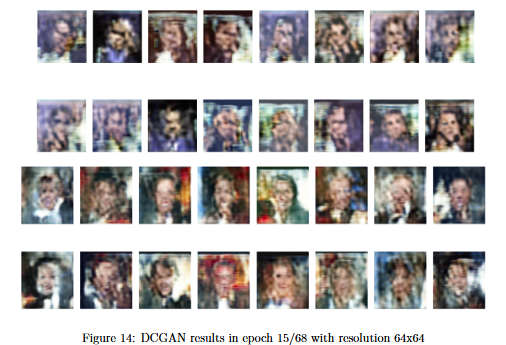 Figure 14: DCGAN results in epoch 15/68 with resolution 64x64